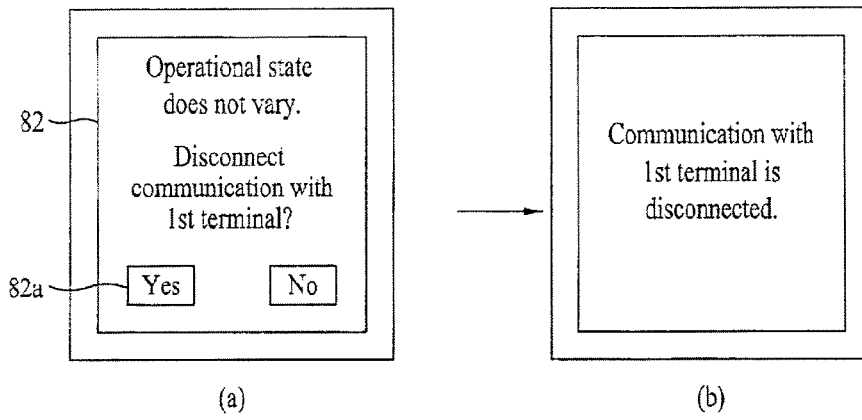 Operational state
does not vary.
82
Disconnect
communication with
1st terminal?
82a
Yes
No
(a)
Communication with
1st terminal is
disconnected.
(b)